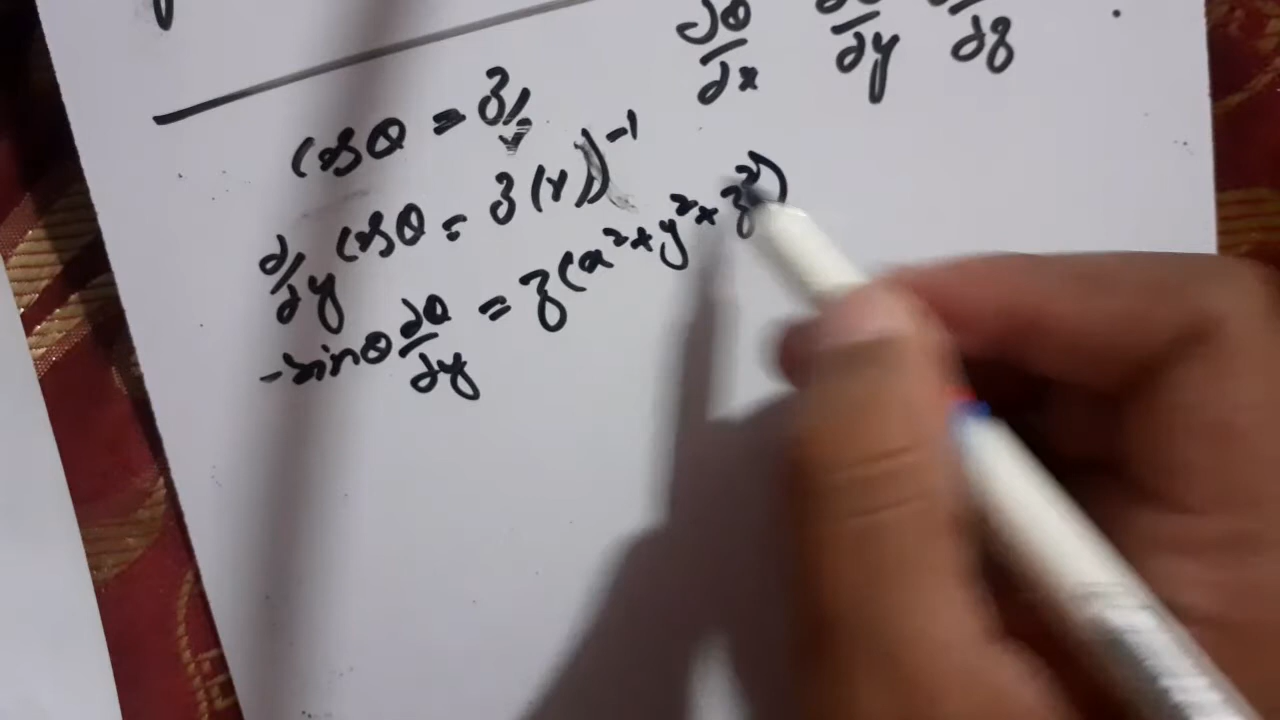 ∂θ/∂x ∂y ∂z
cosθ = z/r
∂/∂y cosθ = z(r)⁻¹
-sinθ ∂θ/∂y = z(x²+y²+z²)